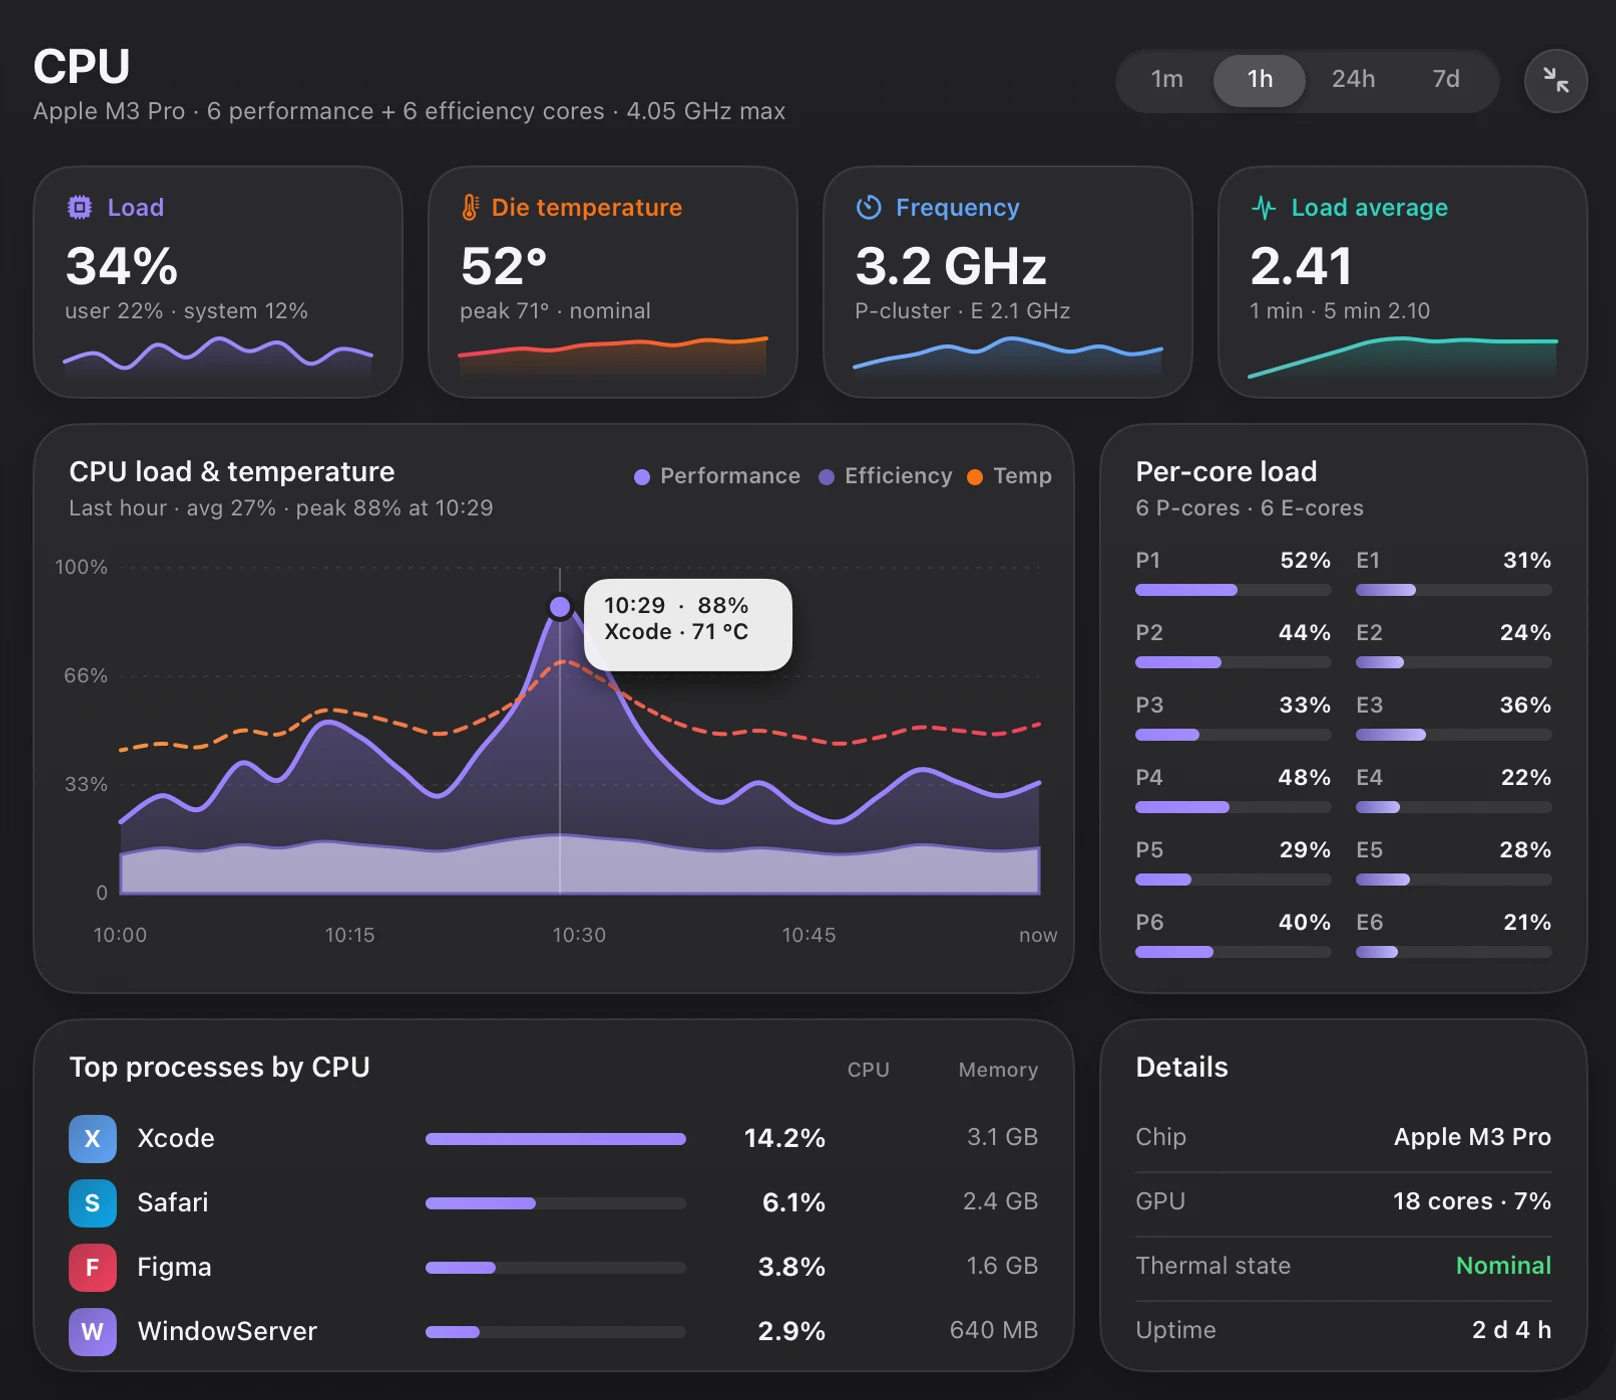 CPU
Apple M3 Pro · 6 performance + 6 efficiency cores · 4.05 GHz max
1m 1h 24h 7d
Load
34%
user 22% · system 12%
Die temperature
52°
peak 71° · nominal
Frequency
3.2 GHz
P-cluster · E 2.1 GHz
Load average
2.41
1 min · 5 min 2.10
CPU load & temperature
Last hour · avg 27% · peak 88% at 10:29
Performance Efficiency Temp
100%
66%
33%
0
10:29 · 88%
Xcode · 71 °C
10:00 10:15 10:30 10:45 now
Per-core load
6 P-cores · 6 E-cores
P1 52% E1 31%
P2 44% E2 24%
P3 33% E3 36%
P4 48% E4 22%
P5 29% E5 28%
P6 40% E6 21%
Top processes by CPU CPU Memory
X Xcode 14.2% 3.1 GB
S Safari 6.1% 2.4 GB
F Figma 3.8% 1.6 GB
W WindowServer 2.9% 640 MB
Details
Chip Apple M3 Pro
GPU 18 cores · 7%
Thermal state Nominal
Uptime 2 d 4 h